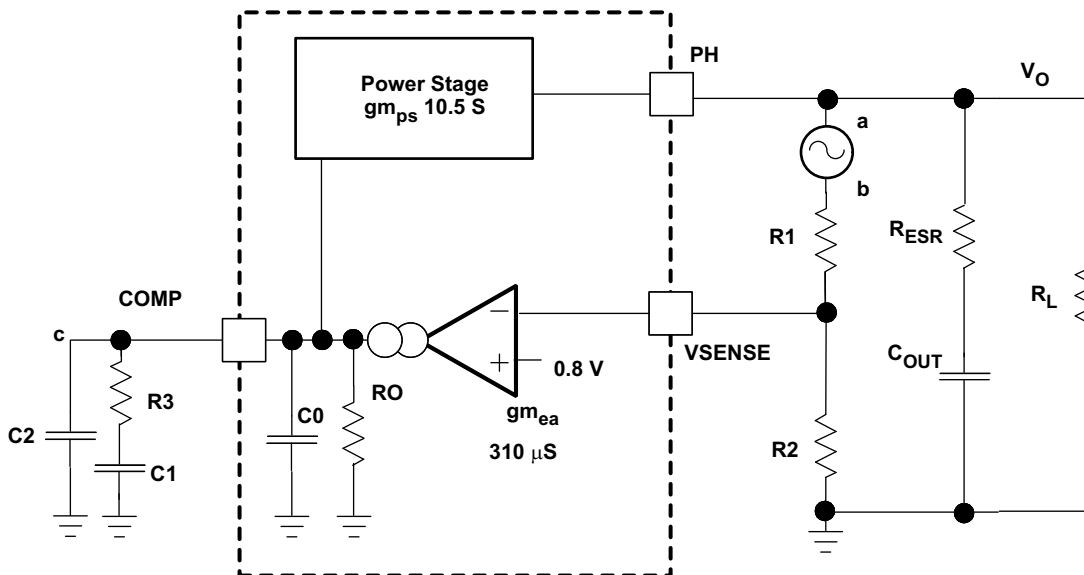 PH
Power Stage
gm_ps 10.5 S
V_O
a
b
R1
R_ESR
COMP
R_L
c
VSENSE
−
+
0.8 V
C_OUT
R3
RO
gm_ea
C0
C2
R2
310 μS
C1